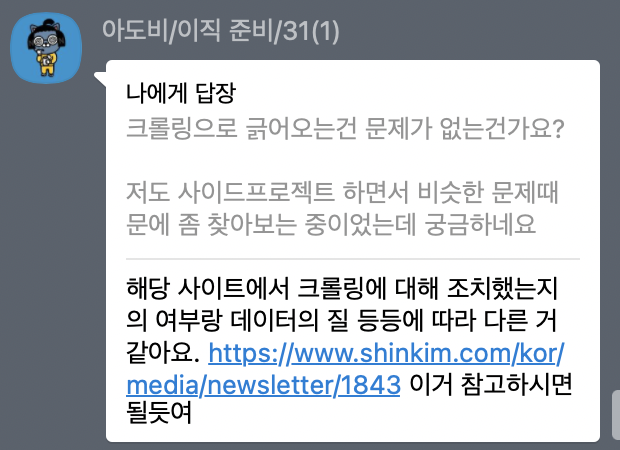 아도비/이직 준비/31(1)
나에게 답장
크롤링으로 긁어오는건 문제가 없는건가요?
저도 사이드프로젝트 하면서 비슷한 문제때
문에 좀 찾아보는 중이었는데 궁금하네요
해당 사이트에서 크롤링에 대해 조치했는지
의 여부랑 데이터의 질 등등에 따라 다른 거
같아요. https://www.shinkim.com/kor/
media/newsletter/1843 이거 참고하시면
될듯여